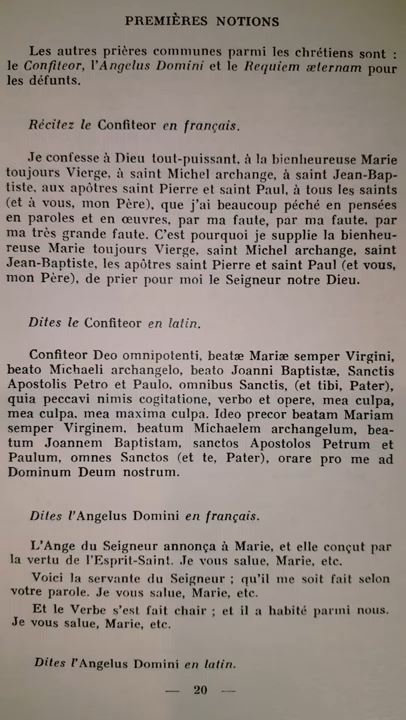 PREMIÈRES NOTIONS
Les autres prières communes parmi les chrétiens sont :
le Confiteor, l'Angelus Domini et le Requiem æternam pour
les défunts.
Récitez le Confiteor en français.
Je confesse à Dieu tout-puissant, à la bienheureuse Marie
toujours Vierge, à saint Michel archange, à saint Jean-Bap-
tiste, aux apôtres saint Pierre et saint Paul, à tous les saints
(et à vous, mon Père), que j'ai beaucoup péché en pensées
en paroles et en œuvres, par ma faute, par ma faute, par
ma très grande faute. C'est pourquoi je supplie la bienheu-
reuse Marie toujours Vierge, saint Michel archange, saint
Jean-Baptiste, les apôtres saint Pierre et saint Paul (et vous,
mon Père), de prier pour moi le Seigneur notre Dieu.
Dites le Confiteor en latin.
Confiteor Deo omnipotenti, beatæ Mariæ semper Virgini,
beato Michaeli archangelo, beato Joanni Baptistæ, Sanctis
Apostolis Petro et Paulo, omnibus Sanctis, (et tibi, Pater),
quia peccavi nimis cogitatione, verbo et opere, mea culpa,
mea culpa, mea maxima culpa. Ideo precor beatam Mariam
semper Virginem, beatum Michaelem archangelum, bea-
tum Joannem Baptistam, sanctos Apostolos Petrum et
Paulum, omnes Sanctos (et te, Pater), orare pro me ad
Dominum Deum nostrum.
Dites l'Angelus Domini en français.
L'Ange du Seigneur annonça à Marie, et elle conçut par
la vertu de l'Esprit-Saint. Je vous salue, Marie, etc.
Voici la servante du Seigneur ; qu'il me soit fait selon
votre parole. Je vous salue, Marie, etc.
Et le Verbe s'est fait chair ; et il a habité parmi nous.
Je vous salue, Marie, etc.
Dites l'Angelus Domini en latin.
— 20 —